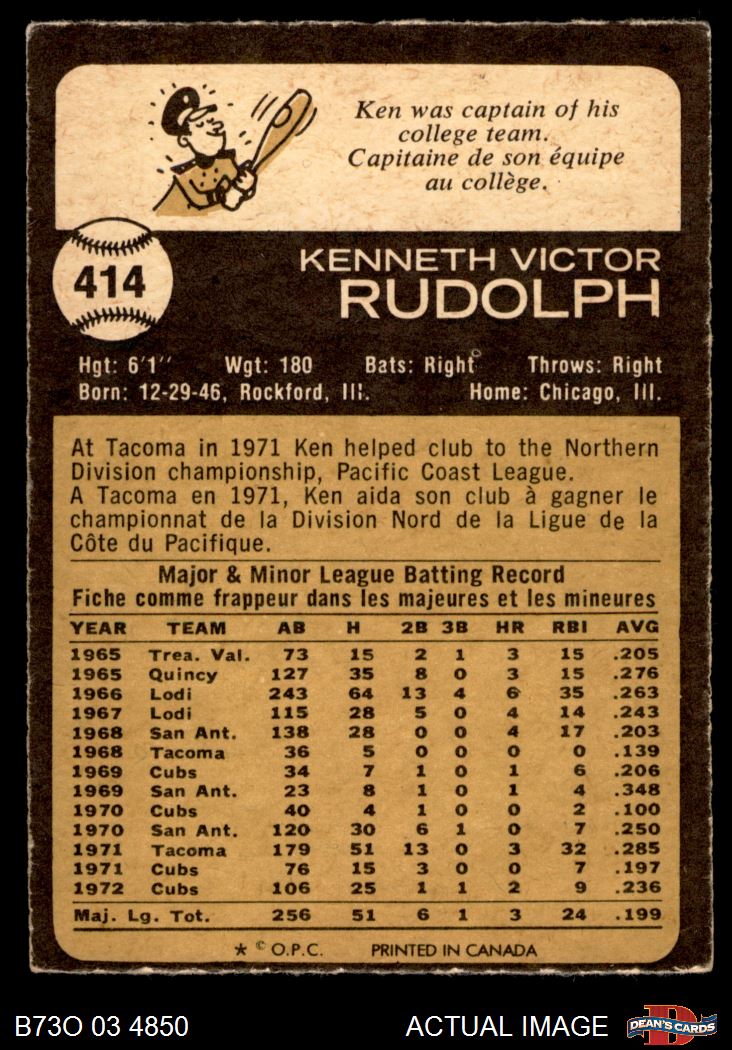 Ken was captain of his
college team.
Capitaine de son équipe
au collège.
414
KENNETH VICTOR
RUDOLPH
Hgt: 6'1'' Wgt: 180 Bats: Right Throws: Right
Born: 12-29-46, Rockford, Ill. Home: Chicago, Ill.
At Tacoma in 1971 Ken helped club to the Northern
Division championship, Pacific Coast League.
A Tacoma en 1971, Ken aida son club à gagner le
championnat de la Division Nord de la Ligue de la
Côte du Pacifique.
Major & Minor League Batting Record
Fiche comme frappeur dans les majeures et les mineures
YEAR TEAM AB H 2B 3B HR RBI AVG
1965 Trea. Val. 73 15 2 1 3 15 .205
1965 Quincy 127 35 8 0 3 15 .276
1966 Lodi 243 64 13 4 6 35 .263
1967 Lodi 115 28 5 0 4 14 .243
1968 San Ant. 138 28 0 0 4 17 .203
1968 Tacoma 36 5 0 0 0 0 .139
1969 Cubs 34 7 1 0 1 6 .206
1969 San Ant. 23 8 1 0 1 4 .348
1970 Cubs 40 4 1 0 0 2 .100
1970 San Ant. 120 30 6 1 0 7 .250
1971 Tacoma 179 51 13 0 3 32 .285
1971 Cubs 76 15 3 0 0 7 .197
1972 Cubs 106 25 1 1 2 9 .236
Maj. Lg. Tot. 256 51 6 1 3 24 .199
* © O.P.C. PRINTED IN CANADA
B73O 03 4850 ACTUAL IMAGE DEAN'S CARDS